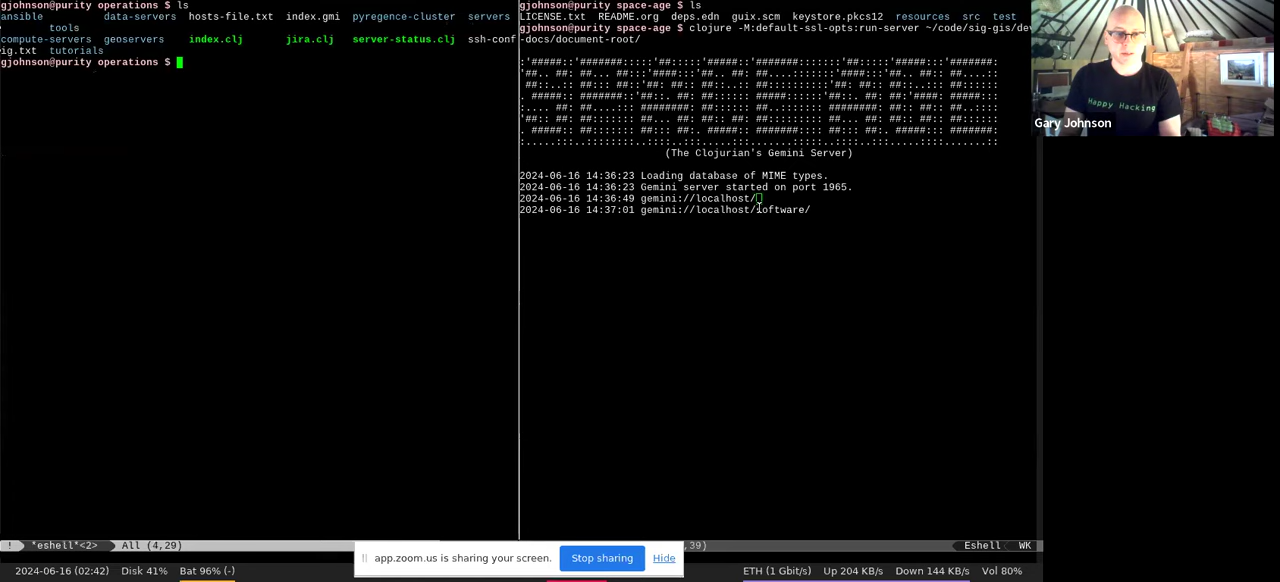 gjohnson@purity operations $ ls
ansible          data-servers  hosts-file.txt  index.gmi  pyregence-cluster  servers
        tools
compute-servers  geoservers    index.clj       jira.clj   server-status.clj  ssh-conf
ig.txt  tutorials
gjohnson@purity operations $
gjohnson@purity space-age $ ls
LICENSE.txt  README.org  deps.edn  guix.scm  keystore.pkcs12  resources  src  test
gjohnson@purity space-age $ clojure -M:default-ssl-opts:run-server ~/code/sig-gis/dev
-docs/document-root/
(The Clojurian's Gemini Server)
2024-06-16 14:36:23 Loading database of MIME types.
2024-06-16 14:36:23 Gemini server started on port 1965.
2024-06-16 14:36:49 gemini://localhost/
2024-06-16 14:37:01 gemini://localhost/software/
Happy Hacking
Gary Johnson
! *eshell*<2> All (4,29)
,39) Eshell WK
app.zoom.us is sharing your screen. Stop sharing Hide
2024-06-16 (02:42) Disk 41% Bat 96% (-) ETH (1 Gbit/s) Up 204 KB/s Down 144 KB/s Vol 80%